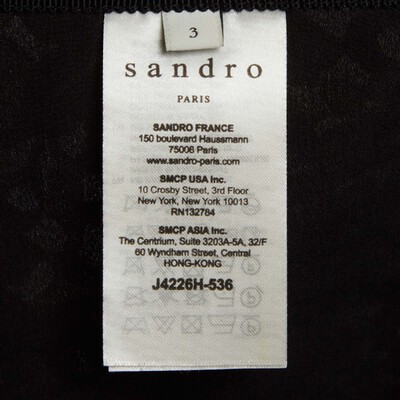 3
sandro
PARIS
SANDRO FRANCE
150 boulevard Haussmann
75008 Paris
www.sandro-paris.com
SMCP USA Inc.
10 Crosby Street, 3rd Floor
New York, New York 10013
RN132784
SMCP ASIA Inc.
The Centrium, Suite 3203A-5A, 32/F
60 Wyndham Street, Central
HONG-KONG
J4226H-536